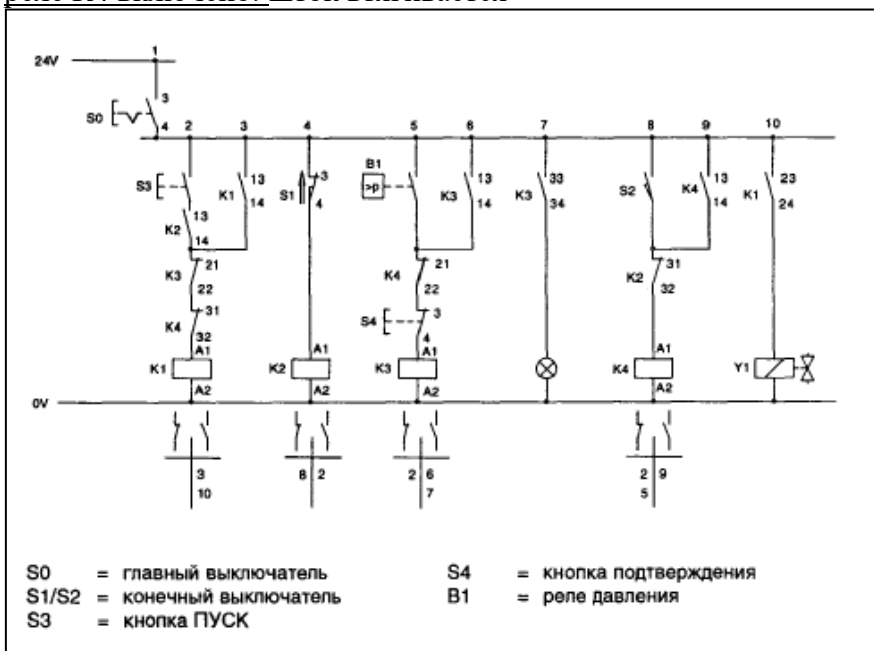 1
24V
3
S0
4
2 3 4 5 6 7 8 9 10
B1
S3 K1 13 14 S1 3 4 >p K3 13 14 K3 33 34 S2 K4 13 14 K1 23 24
K2 13 14
K3 21 22 K4 21 22 K2 31 32
K4 31 32 S4 3 4
A1 A1 A1 A1
K1 K2 K3 K4 Y1
A2 A2 A2 A2
0V
3 8 2 2 6 2 9
10 7 5
S0 = главный выключатель
S1/S2 = конечный выключатель
S3 = кнопка ПУСК
S4 = кнопка подтверждения
B1 = реле давления